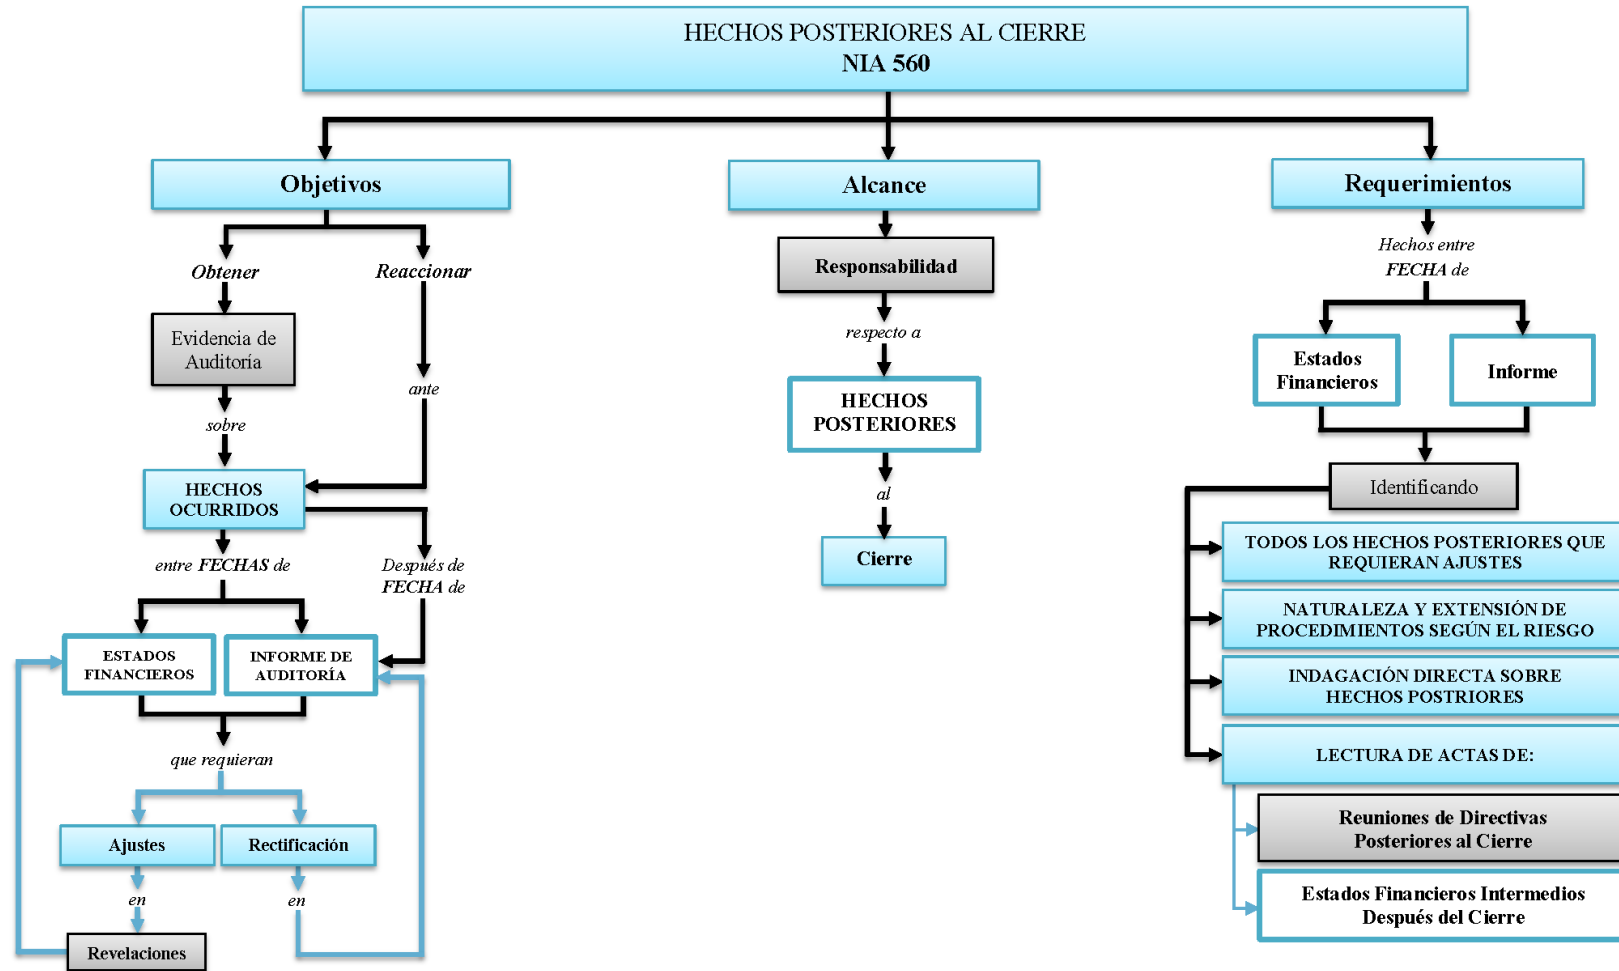 HECHOS POSTERIORES AL CIERRE
NIA 560
Objetivos
Obtener
Reaccionar
Evidencia de
Auditoría
sobre
ante
HECHOS
OCURRIDOS
entre FECHAS de
Después de
FECHA de
ESTADOS
FINANCIEROS
INFORME DE
AUDITORÍA
que requieran
Ajustes
Rectificación
en
en
Revelaciones
Alcance
Responsabilidad
respecto a
HECHOS
POSTERIORES
al
Cierre
Requerimientos
Hechos entre
FECHA de
Estados
Financieros
Informe
Identificando
TODOS LOS HECHOS POSTERIORES QUE
REQUIERAN AJUSTES
NATURALEZA Y EXTENSIÓN DE
PROCEDIMIENTOS SEGÚN EL RIESGO
INDAGACIÓN DIRECTA SOBRE
HECHOS POSTRIORES
LECTURA DE ACTAS DE:
Reuniones de Directivas
Posteriores al Cierre
Estados Financieros Intermedios
Después del Cierre